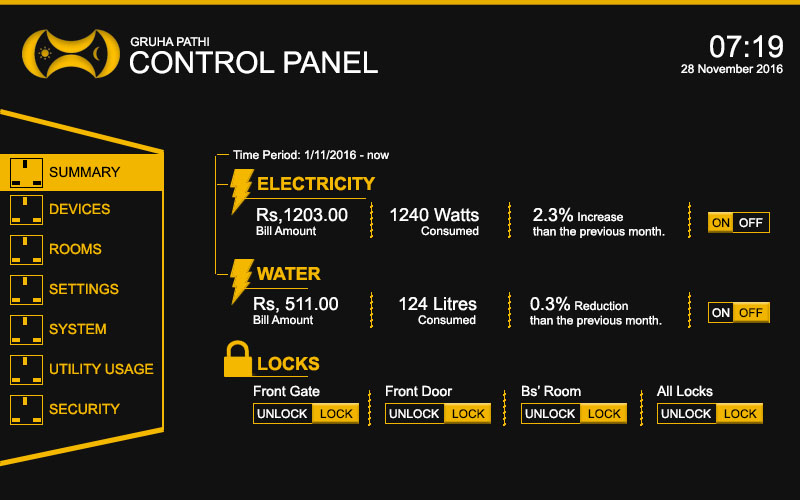 GRUHA PATHI
CONTROL PANEL
07:19
28 November 2016
SUMMARY
DEVICES
ROOMS
SETTINGS
SYSTEM
UTILITY USAGE
SECURITY
Time Period: 1/11/2016 - now
ELECTRICITY
Rs,1203.00
Bill Amount
1240 Watts
Consumed
2.3% Increase
than the previous month.
ON OFF
WATER
Rs, 511.00
Bill Amount
124 Litres
Consumed
0.3% Reduction
than the previous month.
ON OFF
LOCKS
Front Gate
UNLOCK LOCK
Front Door
UNLOCK LOCK
Bs' Room
UNLOCK LOCK
All Locks
UNLOCK LOCK